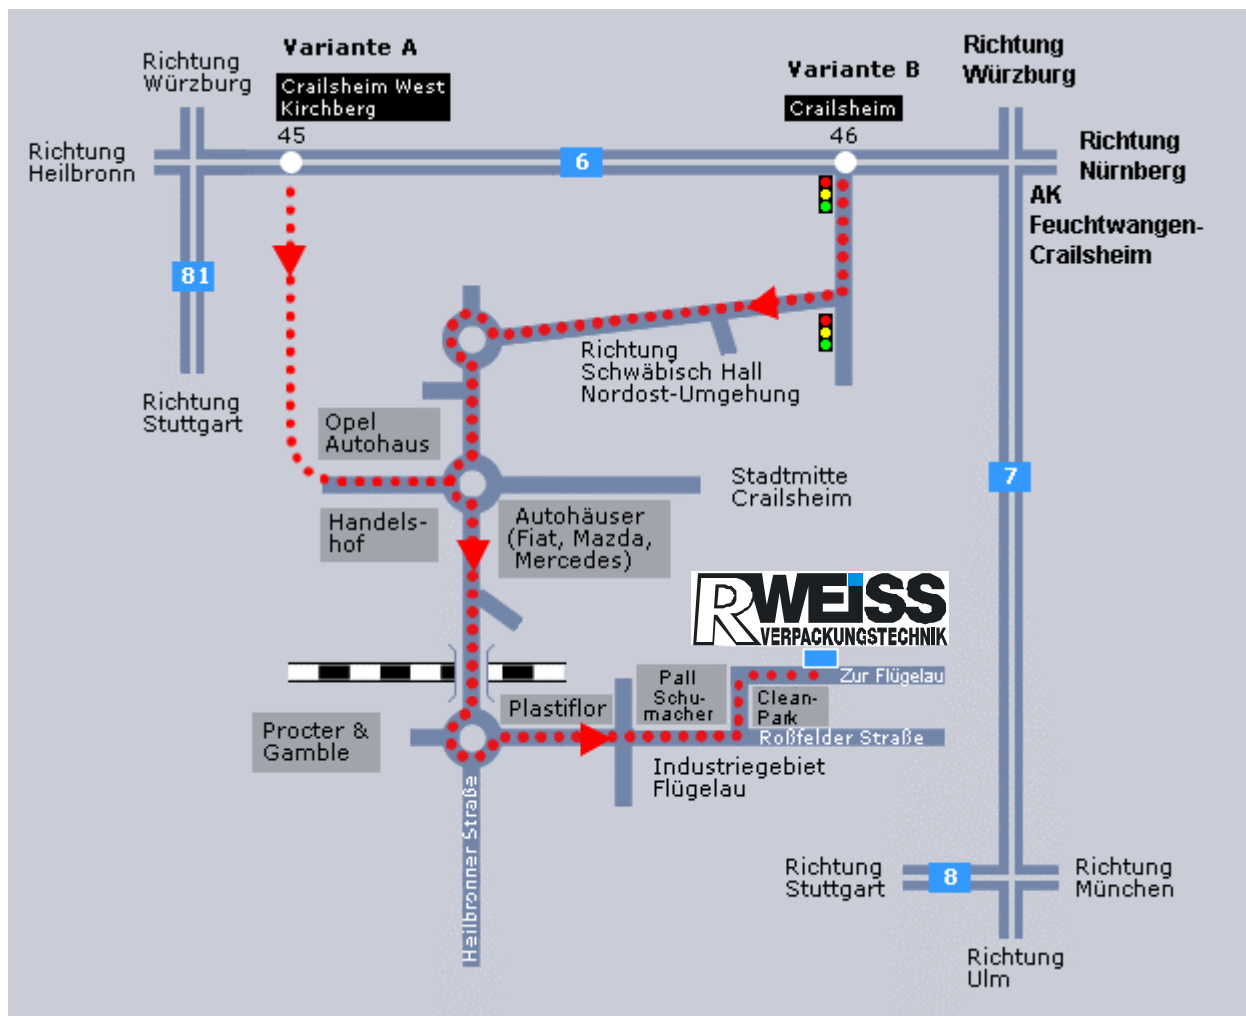 Variante A
Richtung
Würzburg
Crailsheim West
Kirchberg
45
Variante B
Crailsheim
46
Richtung
Würzburg
Richtung
Heilbronn
6
Richtung
Nürnberg
AK
Feuchtwangen-
Crailsheim
81
Richtung
Stuttgart
Richtung
Schwäbisch Hall
Nordost-Umgehung
Opel
Autohaus
Stadtmitte
Crailsheim
7
Handels-
hof
Autohäuser
(Fiat, Mazda,
Mercedes)
RWEiSS
VERPACKUNGSTECHNIK
Zur Flügelau
Pall
Schu-
macher
Clean-
Park
Plastiflor
Procter &
Gamble
Roßfelder Straße
Industriegebiet
Flügelau
Heilbronner Straße
Richtung
Stuttgart
8
Richtung
München
Richtung
Ulm